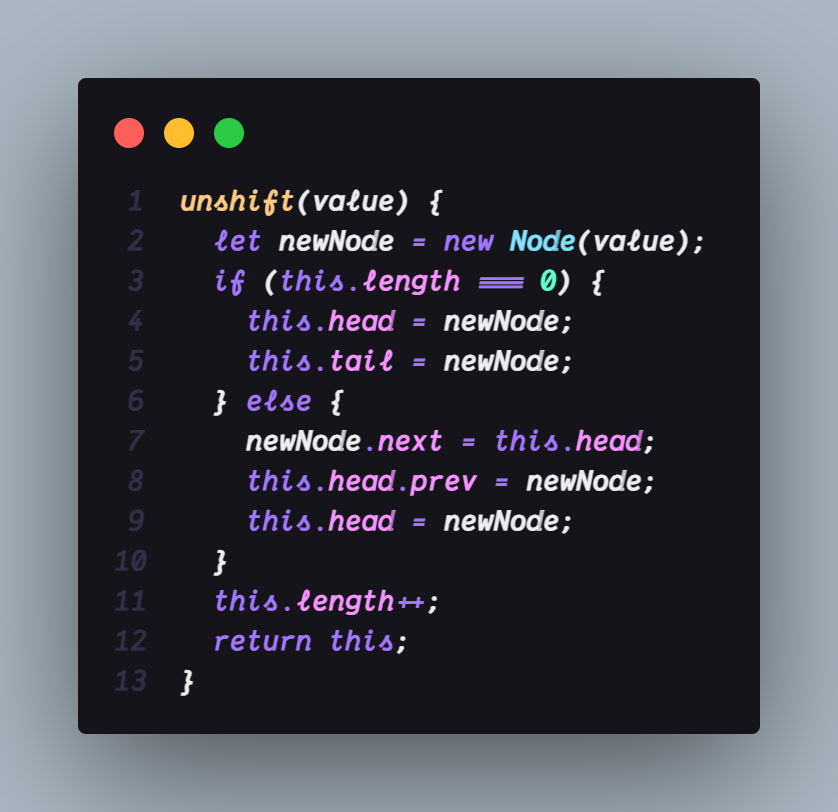 1 unshift(value) {
2 let newNode = new Node(value);
3 if (this.length === 0) {
4 this.head = newNode;
5 this.tail = newNode;
6 } else {
7 newNode.next = this.head;
8 this.head.prev = newNode;
9 this.head = newNode;
10 }
11 this.length++;
12 return this;
13 }